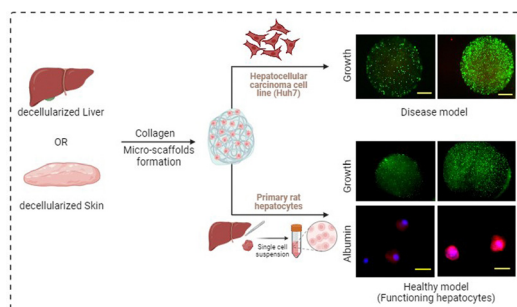 decellularized Liver
OR
decellularized Skin
Collagen
Micro-scaffolds
formation
Hepatocellular
carcinoma cell
line (Huh7)
Primary rat
hepatocytes
Single cell
suspension
Growth
Disease model
Growth
Albumin
Healthy model
(Functioning hepatocytes)